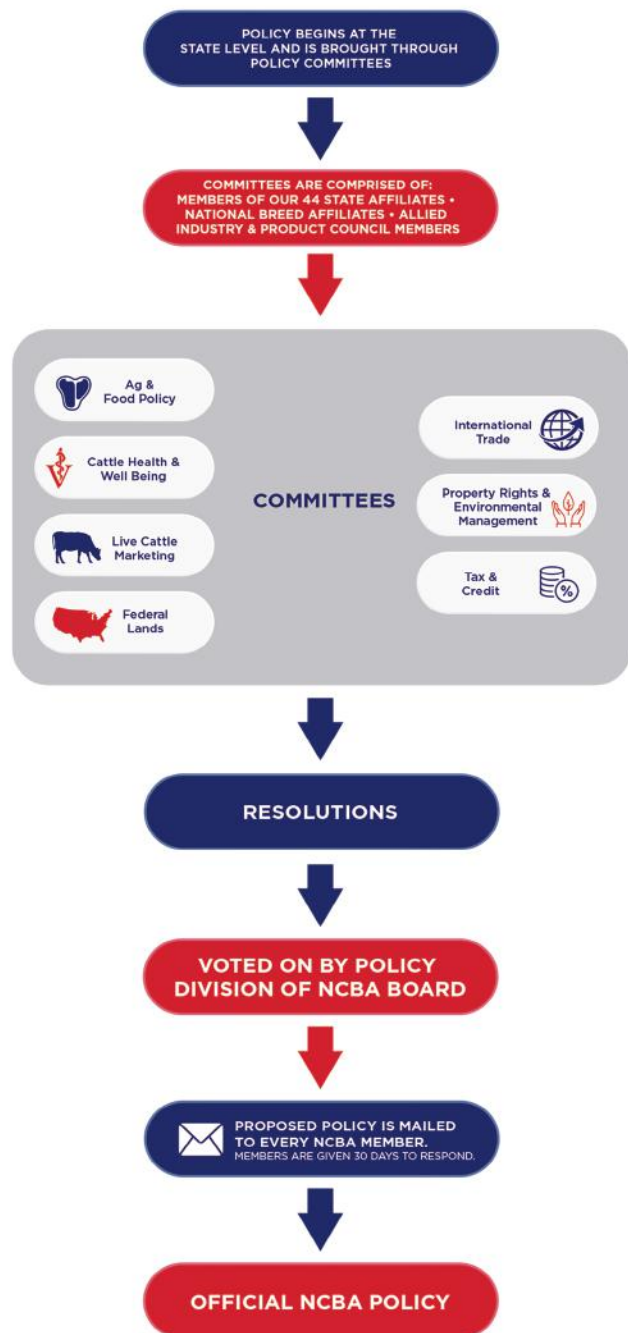 POLICY BEGINS AT THE
STATE LEVEL AND IS BROUGHT THROUGH
POLICY COMMITTEES
COMMITTEES ARE COMPRISED OF:
MEMBERS OF OUR 44 STATE AFFILIATES •
NATIONAL BREED AFFILIATES • ALLIED
INDUSTRY & PRODUCT COUNCIL MEMBERS
Ag &
Food Policy
Cattle Health &
Well Being
Live Cattle
Marketing
Federal
Lands
COMMITTEES
International
Trade
Property Rights &
Environmental
Management
Tax &
Credit
%
RESOLUTIONS
VOTED ON BY POLICY
DIVISION OF NCBA BOARD
PROPOSED POLICY IS MAILED
TO EVERY NCBA MEMBER.
MEMBERS ARE GIVEN 30 DAYS TO RESPOND.
OFFICIAL NCBA POLICY